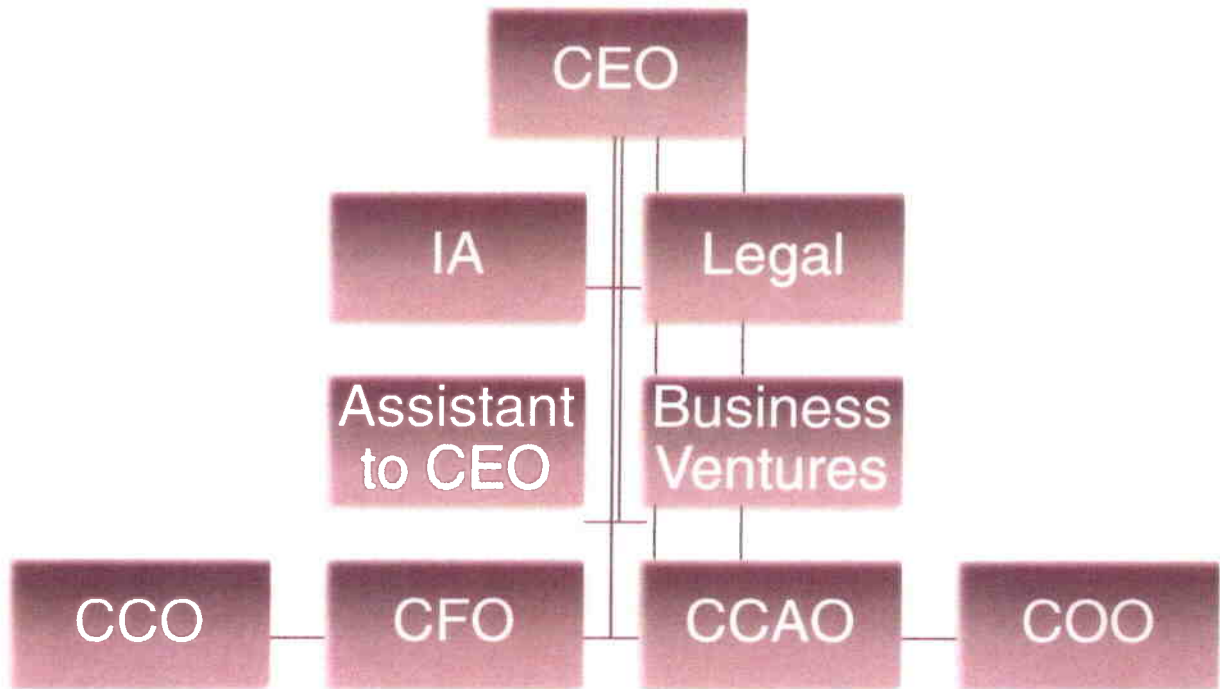 CEO
IA
Legal
Assistant
to CEO
Business
Ventures
CCO
CFO
CCAO
COO